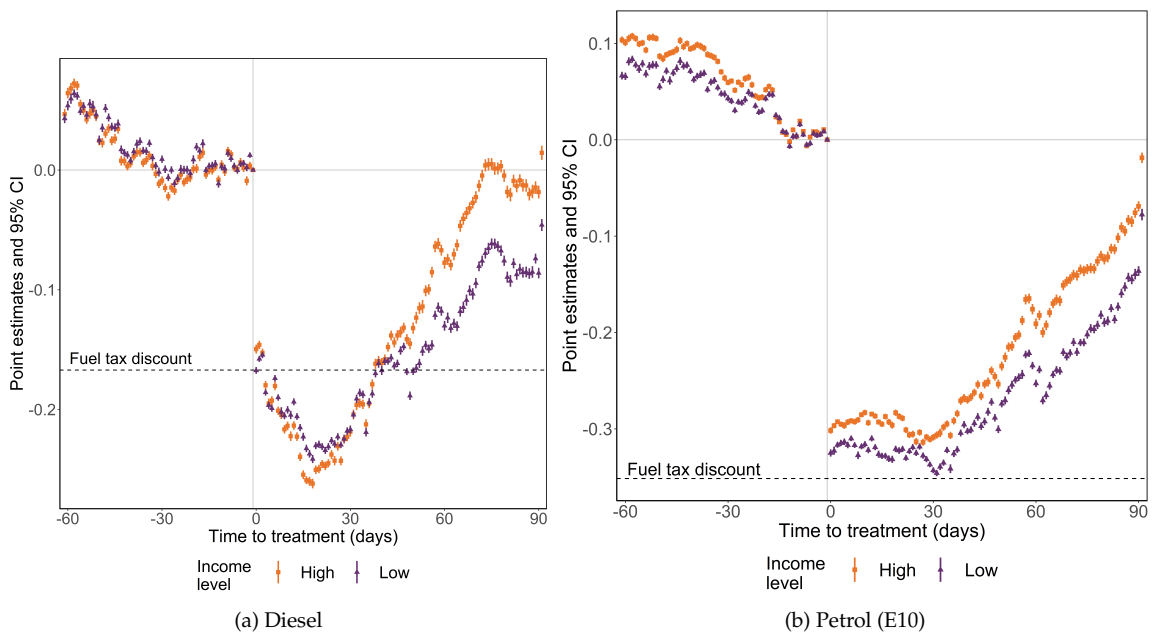 Point estimates and 95% CI
0.0
-0.1
-0.2
Fuel tax discount
-60
-30
0
30
60
90
Time to treatment (days)
Income
level
High
Low
(a) Diesel
Point estimates and 95% CI
0.1
0.0
-0.1
-0.2
-0.3
Fuel tax discount
-60
-30
0
30
60
90
Time to treatment (days)
Income
level
High
Low
(b) Petrol (E10)